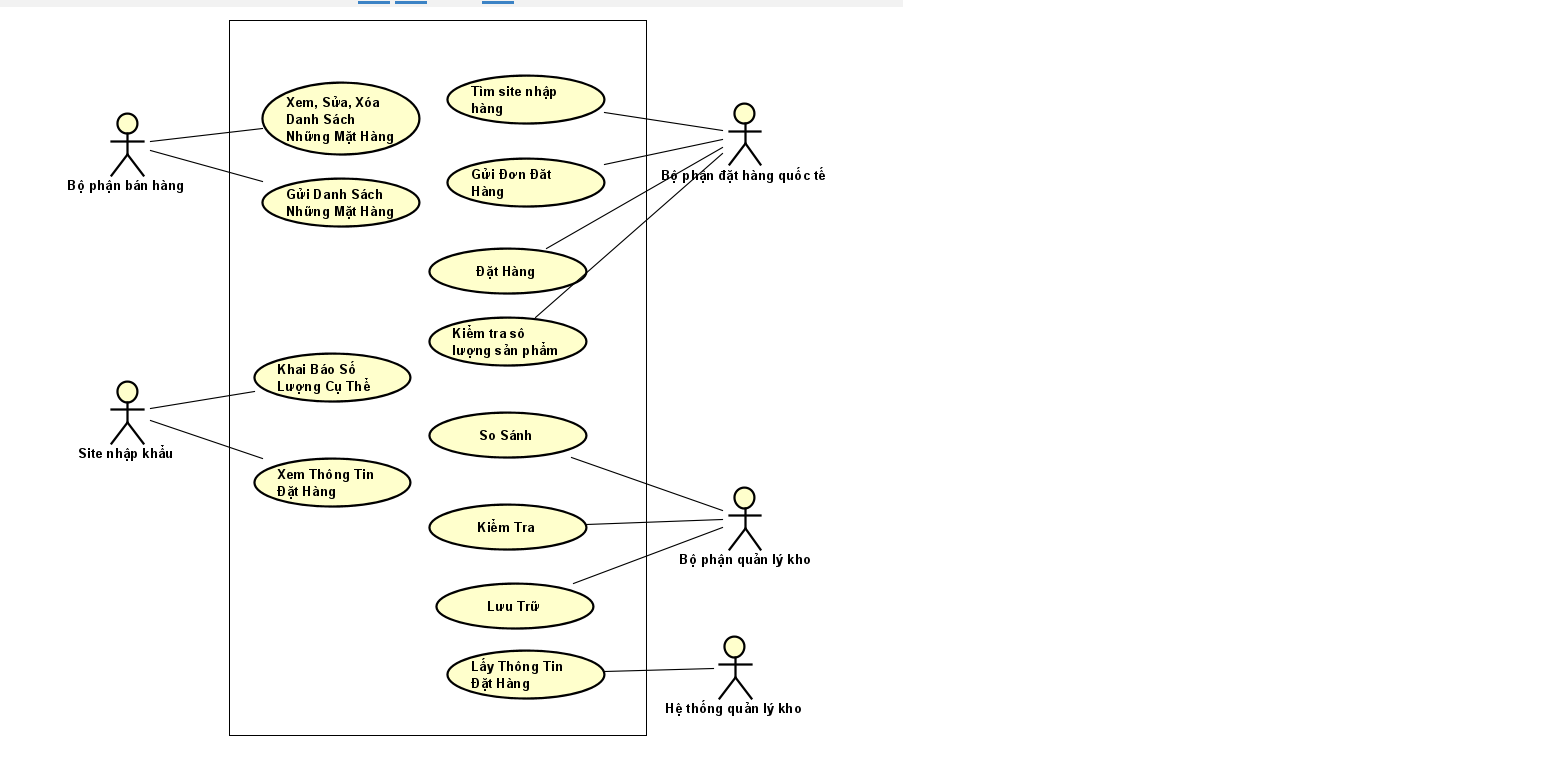 Xem, Sửa, Xóa
Danh Sách
Những Mặt Hàng
Tìm site nhập
hàng
Bộ phận bán hàng
Gửi Danh Sách
Những Mặt Hàng
Gửi Đơn Đăt
Hàng
Bộ phận đặt hàng quốc tế
Đặt Hàng
Kiểm tra sô
lượng sản phẩm
Khai Báo Số
Lượng Cụ Thể
Site nhập khẩu
So Sánh
Xem Thông Tin
Đặt Hàng
Kiểm Tra
Bộ phận quản lý kho
Lưu Trữ
Lấy Thông Tin
Đặt Hàng
Hệ thống quản lý kho